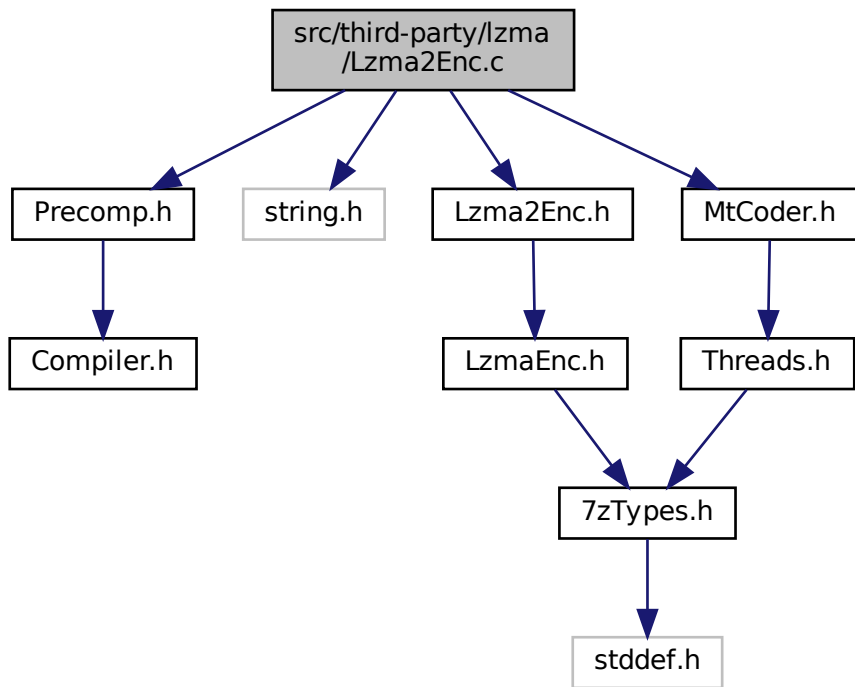 src/third-party/lzma
/Lzma2Enc.c
Precomp.h
string.h
Lzma2Enc.h
MtCoder.h
Compiler.h
LzmaEnc.h
Threads.h
7zTypes.h
stddef.h